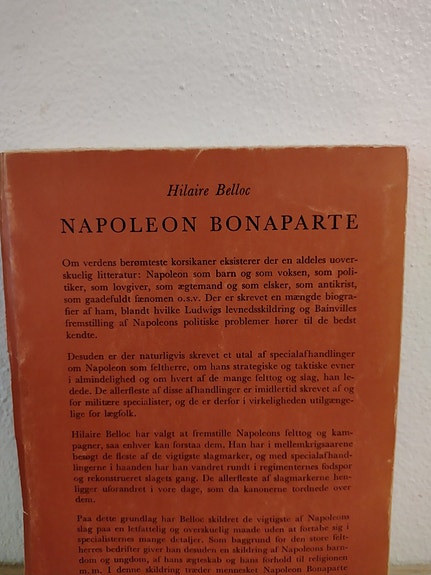 Hilaire Belloc
NAPOLEON BONAPARTE
Om verdens berømteste korsikaner eksisterer der en aldeles uover-
skuelig litteratur: Napoleon som barn og som voksen, som poli-
tiker, som lovgiver, som ægtemand og som elsker, som antikrist,
som gaadefuldt fænomen o.s.v. Der er skrevet en mængde biogra-
fier af ham, blandt hvilke Ludwigs levnedsskildring og Bainvilles
fremstilling af Napoleons politiske problemer hører til de bedst
kendte.
Desuden er der naturligvis skrevet et utal af specialafhandlinger
om Napoleon som feltherre, om hans strategiske og taktiske evner
i almindelighed og om hvert af de mange felttog og slag, han le-
dede. De allerfleste af disse afhandlinger er imidlertid skrevet af og
for militære specialister, og de er derfor i virkeligheden utilgænge-
lige for lægfolk.
Hilaire Belloc har valgt at fremstille Napoleons felttog og kam-
pagner, saa enhver kan forstaa dem. Han har i mellemkrigsaarene
besøgt de fleste af de vigtigste slagmarker, og med specialafhand-
lingerne i haanden har han vandret rundt i regimenternes fodspor
og rekonstrueret slagets gang. De allerfleste af slagmarkerne hen-
ligger uforandret i vore dage, som da kanonerne tordnede over
dem.
Paa dette grundlag har Belloc skildret de vigtigste af Napoleons
slag paa en letfattelig og overskuelig maade uden at fortabe sig i
specialisternes mange detaljer. Som baggrund for den store felt-
herres bedrifter giver han desuden en skildring af Napoleons barn-
dom og ungdom, af hans ægteskab og hans forhold til religionen
m. m. I denne skildring træder mennesket Napoleon Bonaparte